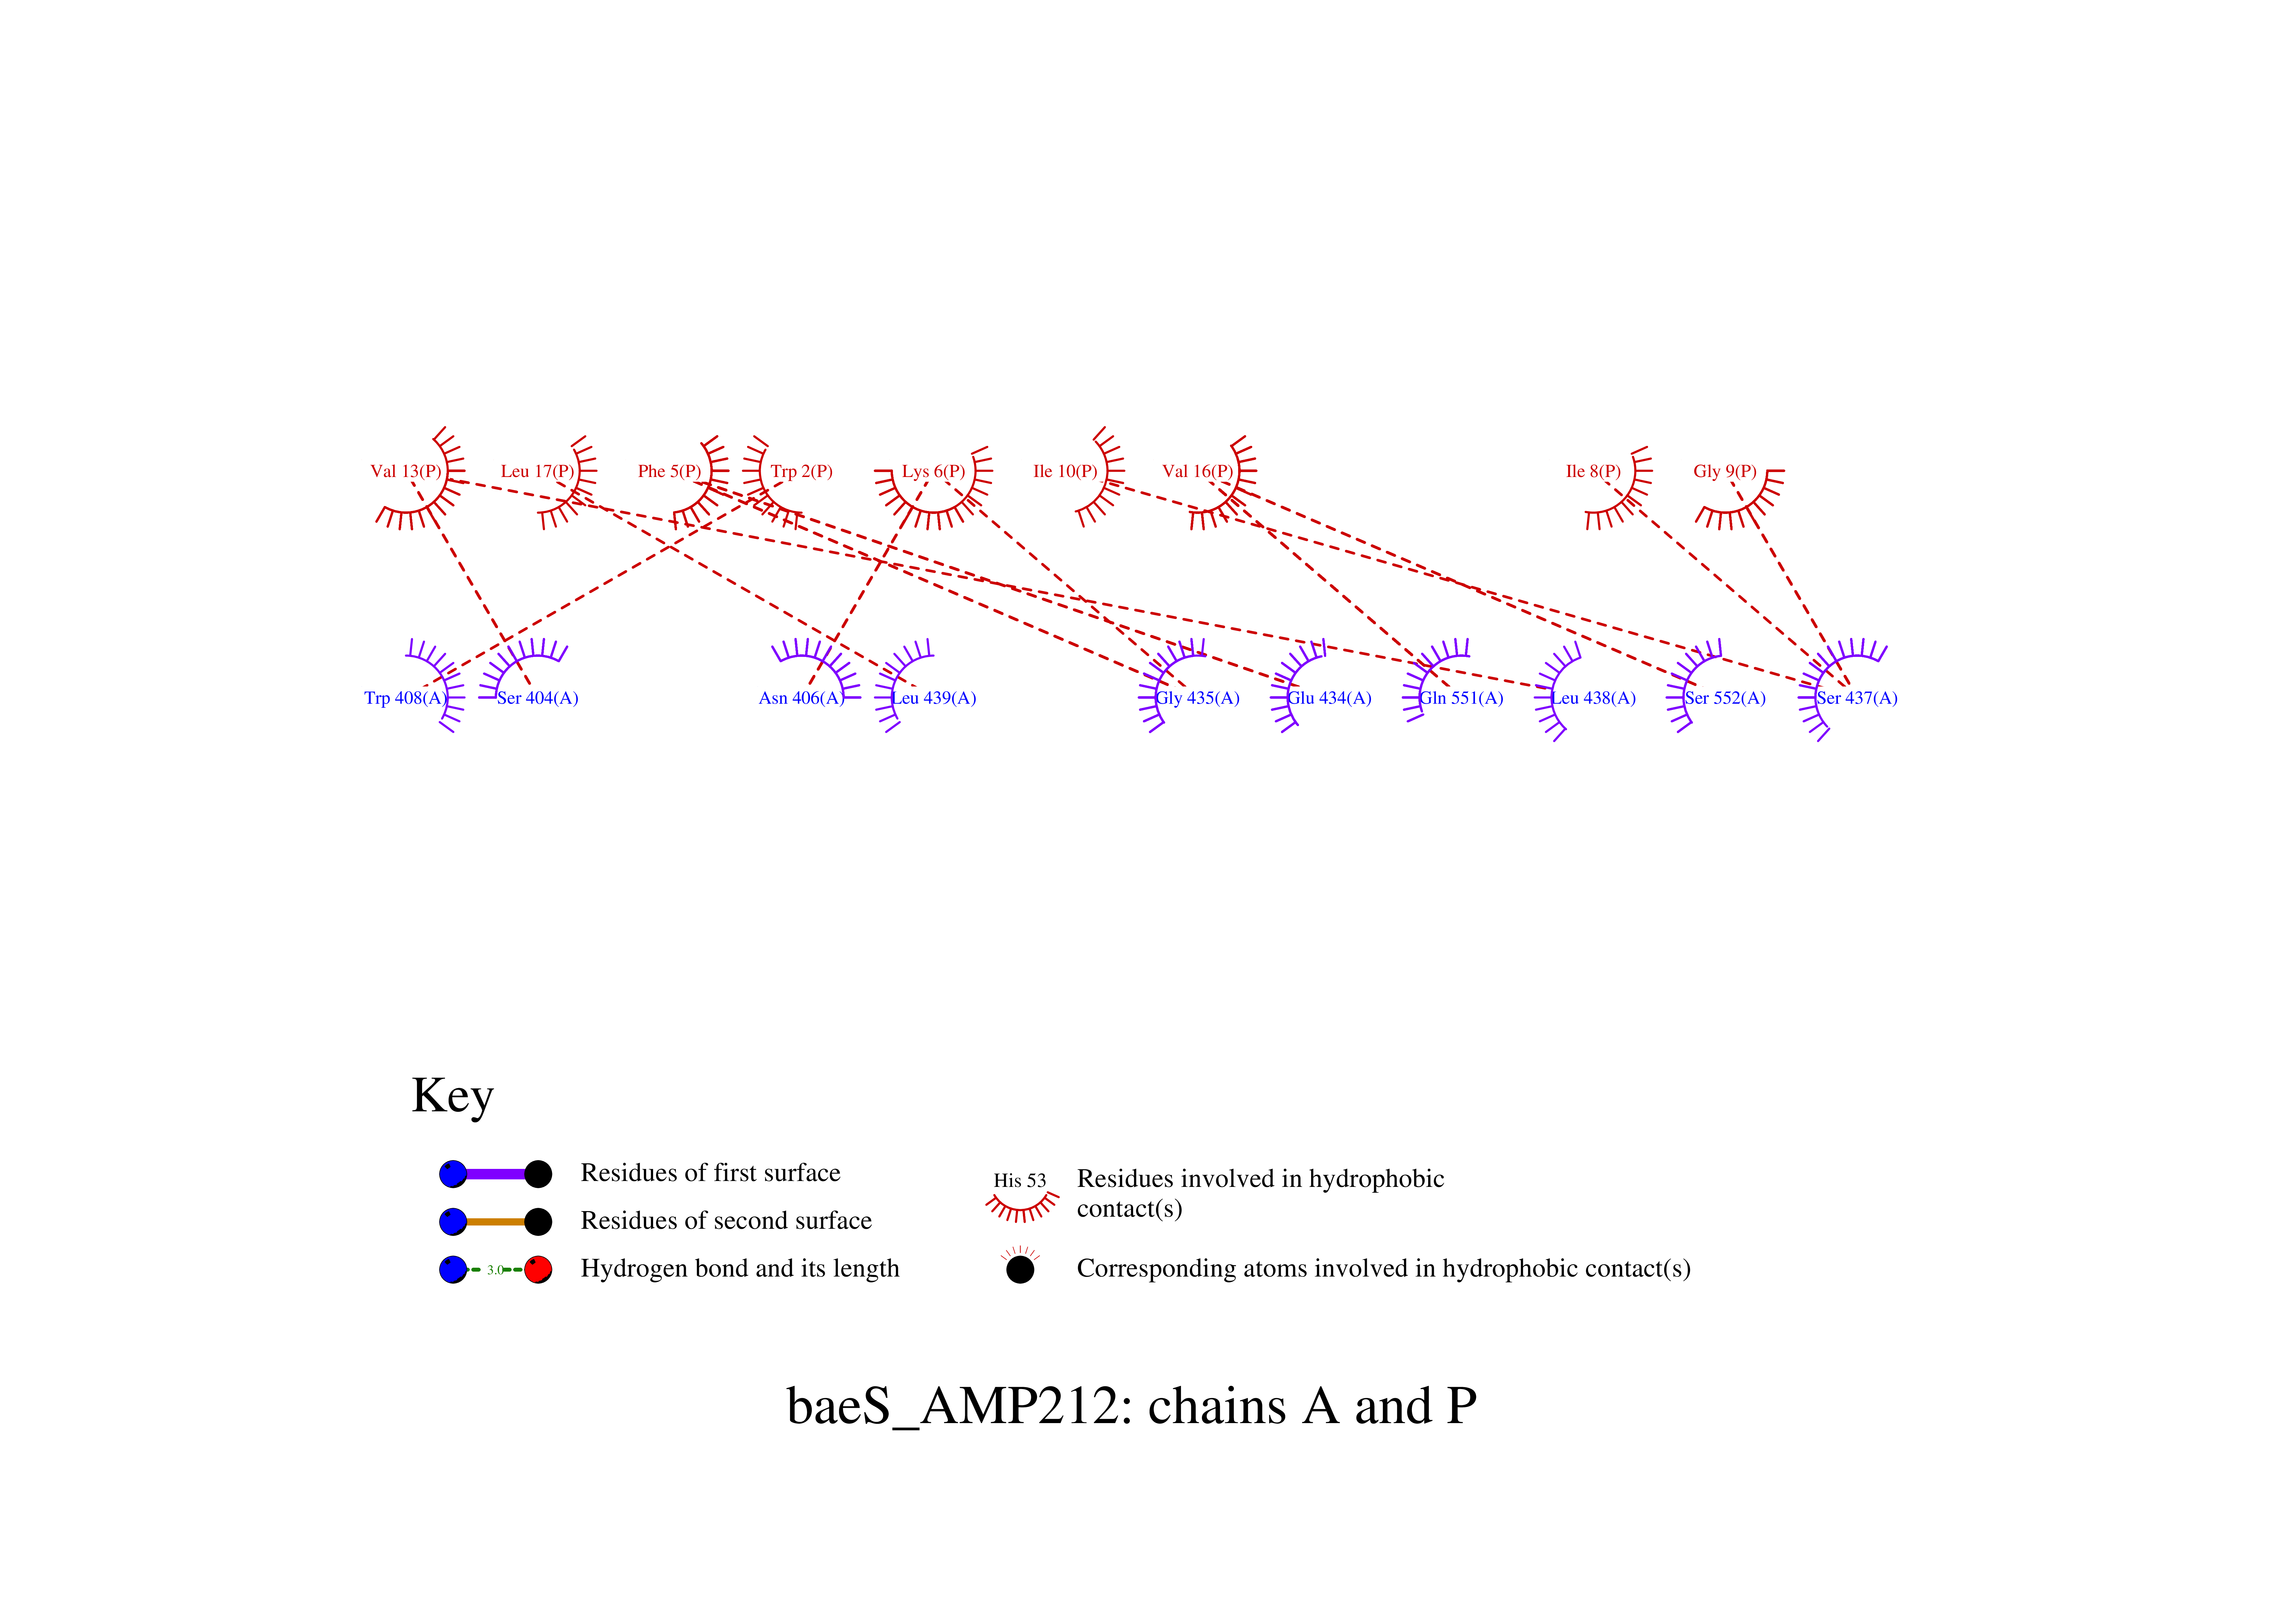 Val 13(P) Leu 17(P) Phe 5(P) Trp 2(P) Lys 6(P) Ile 10(P) Val 16(P) Ile 8(P) Gly 9(P)
Trp 408(A) Ser 404(A) Asn 406(A) Leu 439(A) Gly 435(A) Glu 434(A) Gln 551(A) Leu 438(A) Ser 552(A) Ser 437(A)
Key
Residues of first surface
Residues of second surface
3.0 Hydrogen bond and its length
His 53 Residues involved in hydrophobic
contact(s)
Corresponding atoms involved in hydrophobic contact(s)
baeS_AMP212: chains A and P